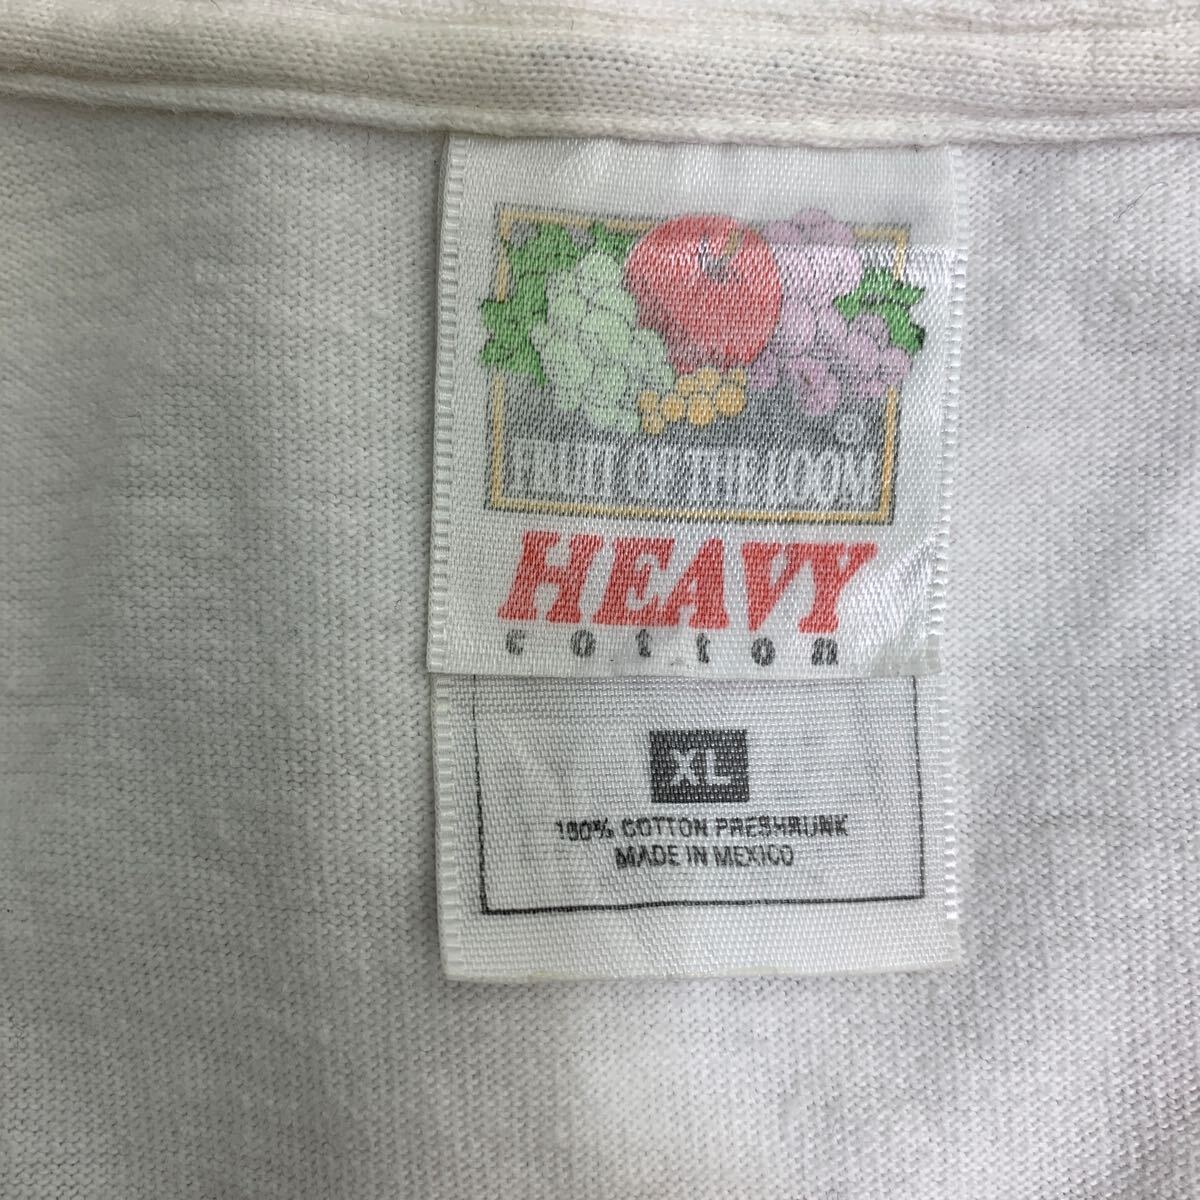 ®
FRUIT OF THE LOOM
HEAVY
cotton
XL
100% COTTON PRESHRUNK
MADE IN MEXICO